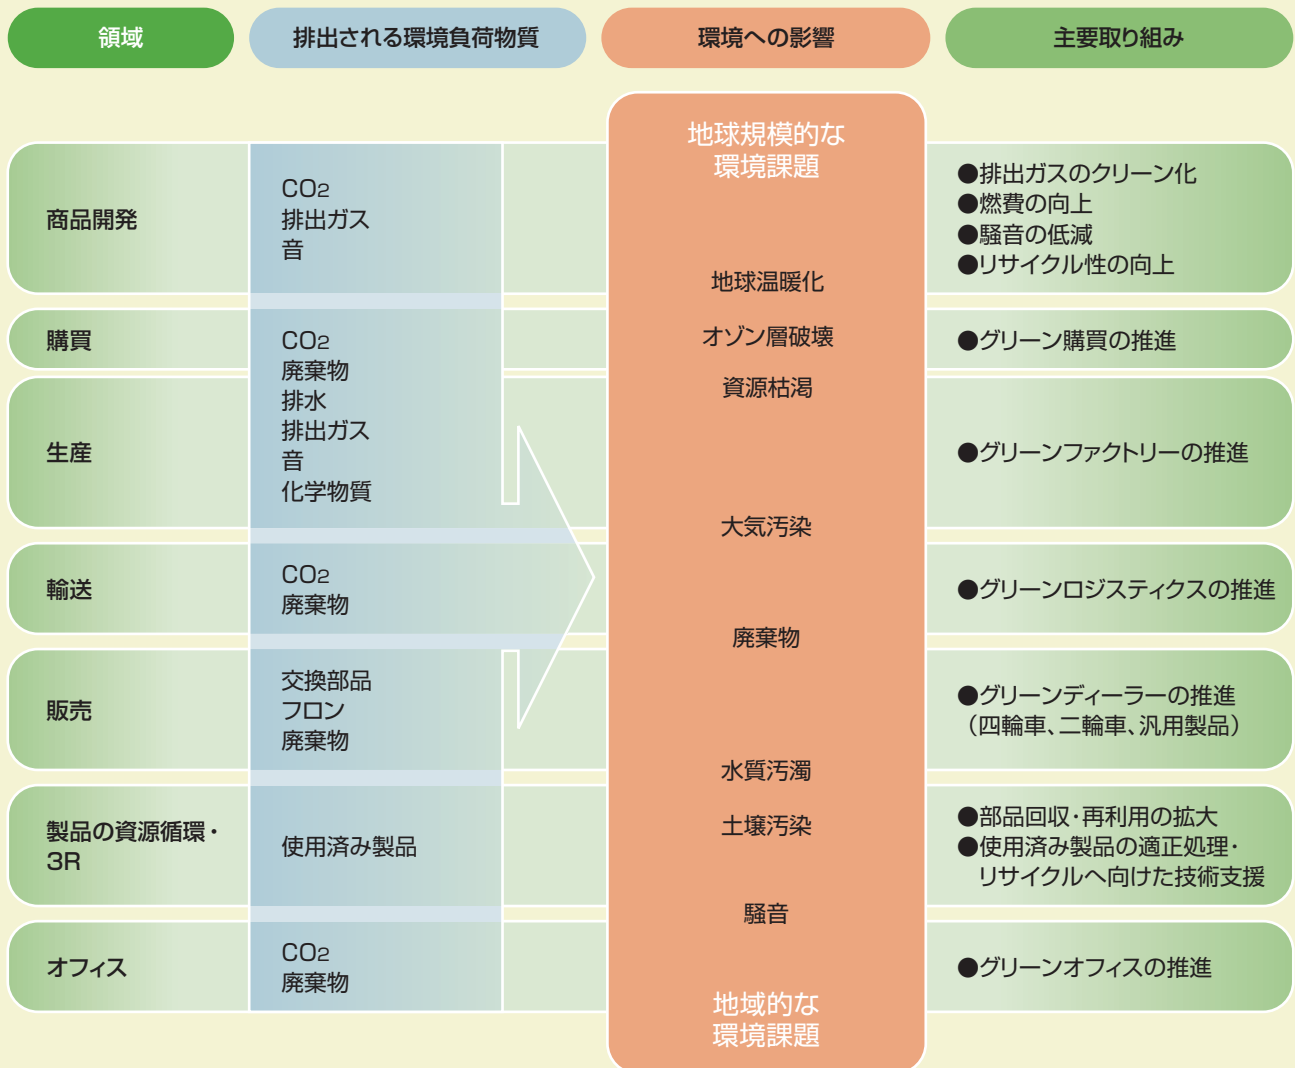 領域
排出される環境負荷物質
環境への影響
主要取り組み
商品開発
CO2
排出ガス
音
●排出ガスのクリーン化
●燃費の向上
●騒音の低減
●リサイクル性の向上
購買
生産
CO2
廃棄物
排水
排出ガス
音
化学物質
●グリーン購買の推進
●グリーンファクトリーの推進
輸送
CO2
廃棄物
●グリーンロジスティクスの推進
販売
交換部品
フロン
廃棄物
●グリーンディーラーの推進
（四輪車、二輪車、汎用製品）
製品の資源循環・
3R
使用済み製品
●部品回収・再利用の拡大
●使用済み製品の適正処理・
リサイクルへ向けた技術支援
オフィス
CO2
廃棄物
●グリーンオフィスの推進
地球規模的な
環境課題
地球温暖化
オゾン層破壊
資源枯渇
大気汚染
廃棄物
水質汚濁
土壌汚染
騒音
地域的な
環境課題